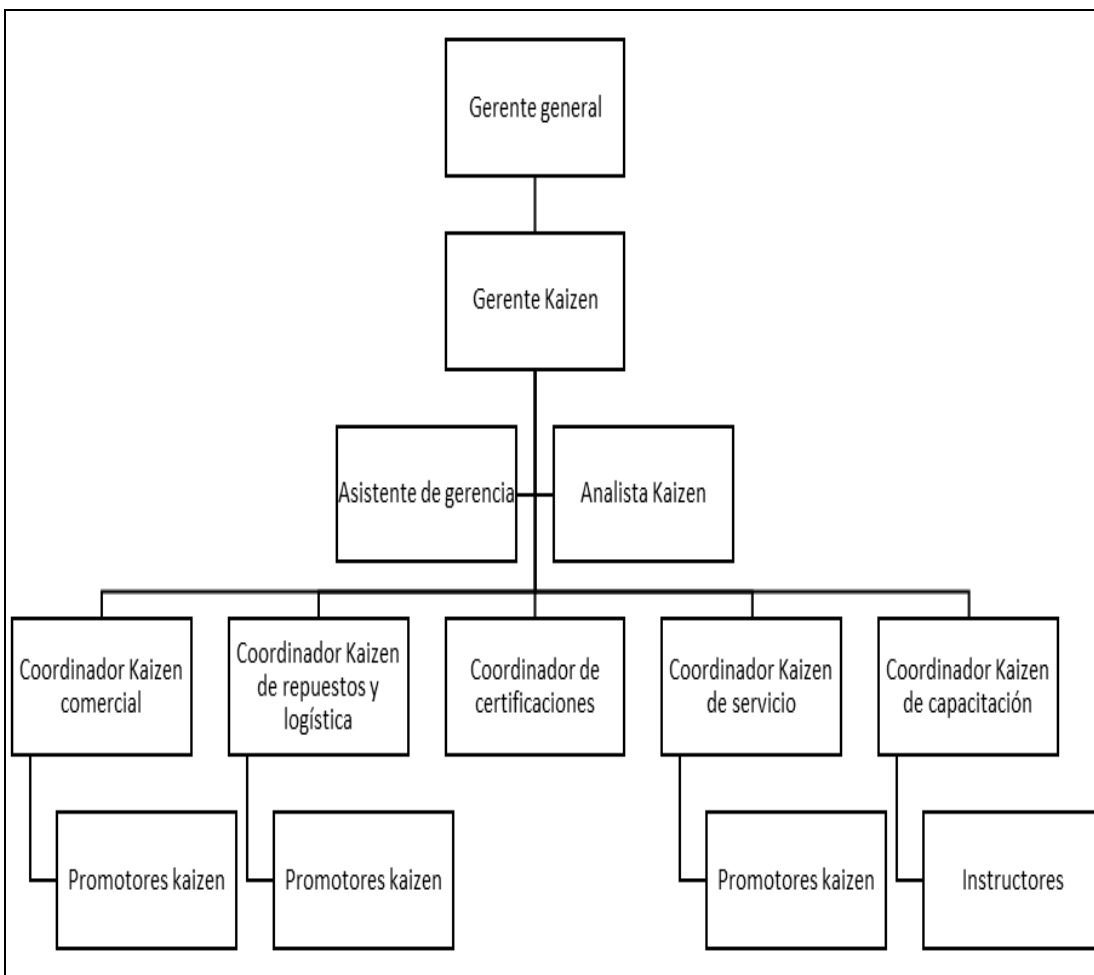 Gerente general
Gerente Kaizen
Asistente de gerencia
Analista Kaizen
Coordinador Kaizen
comercial
Coordinador Kaizen
de repuestos y
logística
Coordinador de
certificaciones
Coordinador Kaizen
de servicio
Coordinador Kaizen
de capacitación
Promotores kaizen
Promotores kaizen
Promotores kaizen
Instructores